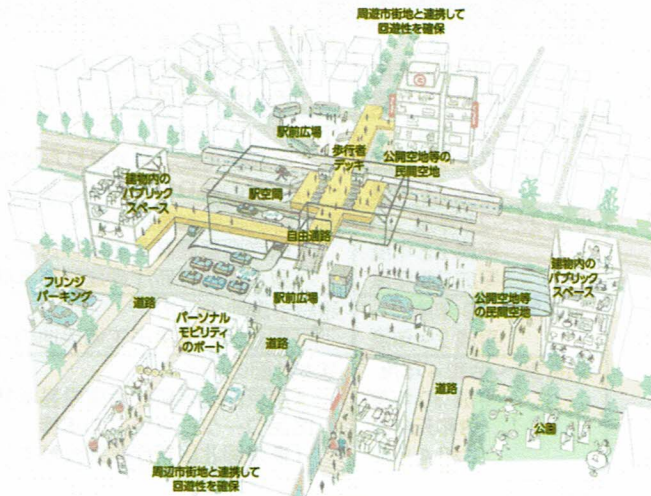 周遊市街地と連携して
回遊性を確保
駅前広場
歩行者
デッキ
公開空地等の
民間空地
建物内の
パブリック
スペース
駅空間
自由通路
建物内の
パブリック
スペース
フリンジ
パーキング
道路
駅前広場
公開空地等
の民間空地
パーソナル
モビリティ
のポート
道路
道路
公園
周辺市街地と連携して
回遊性を確保